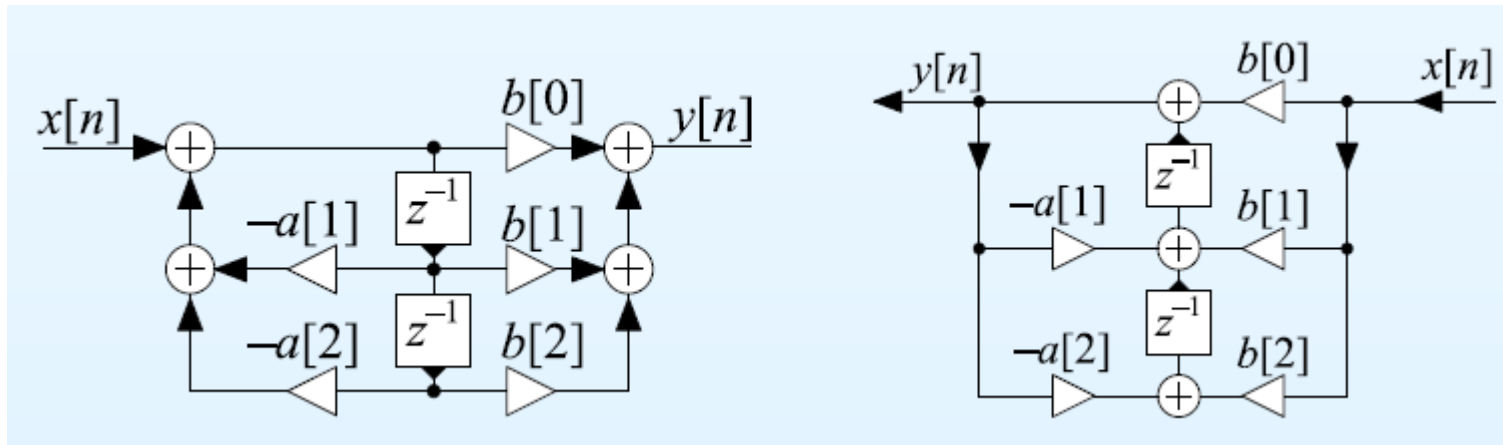 x[n]
b[0]
y[n]
z⁻¹
–a[1]
b[1]
z⁻¹
–a[2]
b[2]
y[n]
b[0]
x[n]
z⁻¹
–a[1]
b[1]
z⁻¹
–a[2]
b[2]